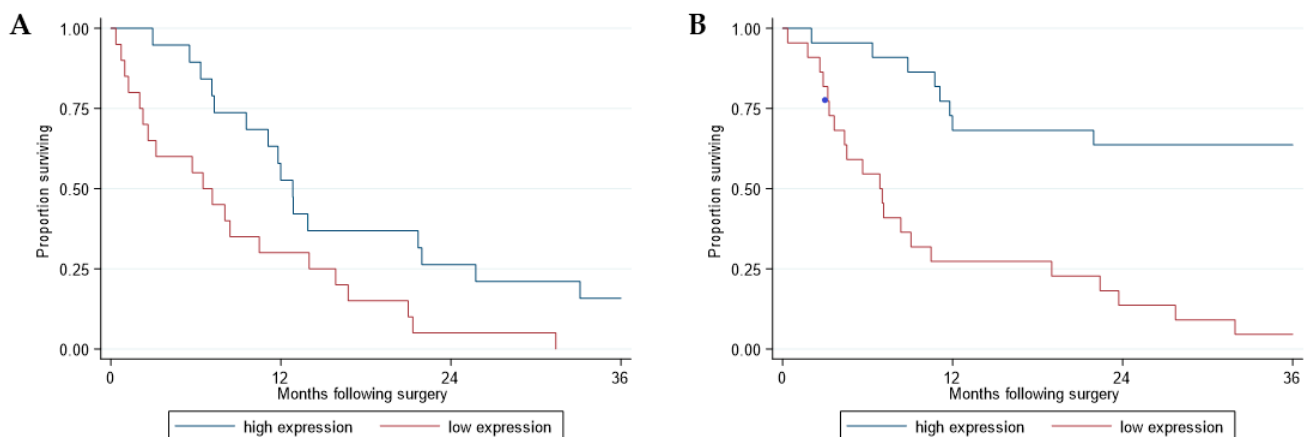 A
1.00
0.75
0.50
0.25
0.00
Proportion surviving
0 12 24 36
Months following surgery
high expression low expression
B
1.00
0.75
0.50
0.25
0.00
Proportion surviving
0 12 24 36
Months following surgery
high expression low expression